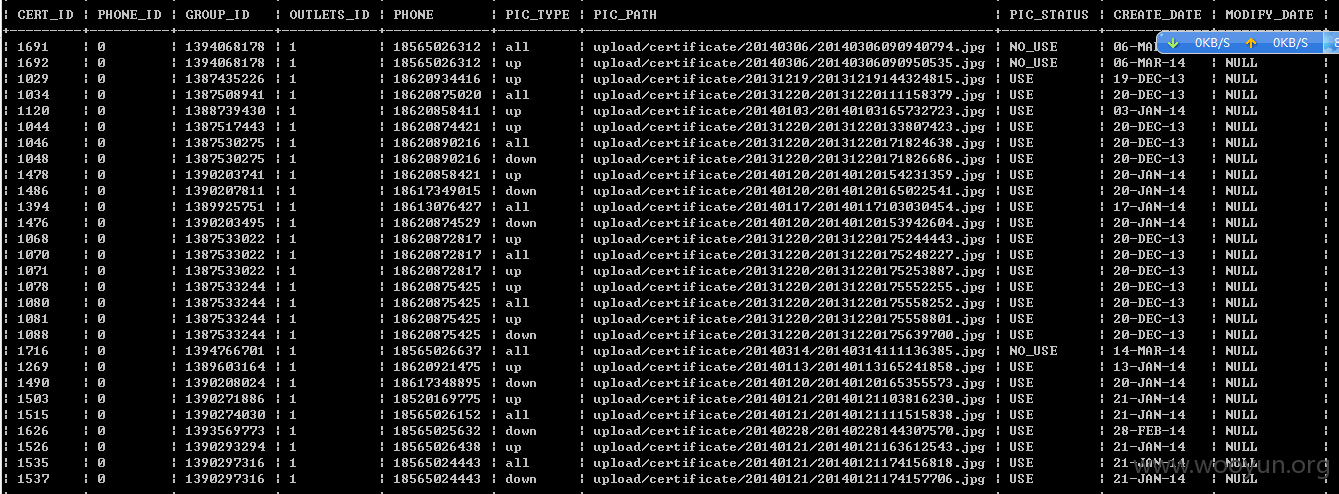 CERT_ID | PHONE_ID | GROUP_ID | OUTLETS_ID | PHONE | PIC_TYPE | PIC_PATH | PIC_STATUS | CREATE_DATE | MODIFY_DATE |
1691 | 0 | 1394068178 | 1 | 18565026312 | all | upload/certificate/20140306/20140306090940794.jpg | NO_USE | 0KB/S 0KB/S
1692 | 0 | 1394068178 | 1 | 18565026312 | up | upload/certificate/20140306/20140306090950535.jpg | NO_USE | 06-MAR-14 | NULL |
1029 | 0 | 1387435226 | 1 | 18620934416 | up | upload/certificate/20131219/20131219144324815.jpg | USE | 19-DEC-13 | NULL |
1034 | 0 | 1387508941 | 1 | 18620875020 | all | upload/certificate/20131220/20131220111158379.jpg | USE | 20-DEC-13 | NULL |
1120 | 0 | 1388739430 | 1 | 18620858411 | up | upload/certificate/20140103/20140103165732723.jpg | USE | 03-JAN-14 | NULL |
1044 | 0 | 1387517443 | 1 | 18620874421 | up | upload/certificate/20131220/20131220133807423.jpg | USE | 20-DEC-13 | NULL |
1046 | 0 | 1387530275 | 1 | 18620890216 | all | upload/certificate/20131220/20131220171824638.jpg | USE | 20-DEC-13 | NULL |
1048 | 0 | 1387530275 | 1 | 18620890216 | down | upload/certificate/20131220/20131220171826686.jpg | USE | 20-DEC-13 | NULL |
1478 | 0 | 1390203741 | 1 | 18620858421 | up | upload/certificate/20140120/20140120154231359.jpg | USE | 20-JAN-14 | NULL |
1486 | 0 | 1390207811 | 1 | 18617349015 | down | upload/certificate/20140120/20140120165022541.jpg | USE | 20-JAN-14 | NULL |
1394 | 0 | 1389925751 | 1 | 18613076427 | all | upload/certificate/20140117/20140117103030454.jpg | USE | 17-JAN-14 | NULL |
1476 | 0 | 1390203495 | 1 | 18620874529 | down | upload/certificate/20140120/20140120153942604.jpg | USE | 20-JAN-14 | NULL |
1068 | 0 | 1387533022 | 1 | 18620872817 | up | upload/certificate/20131220/20131220175244443.jpg | USE | 20-DEC-13 | NULL |
1070 | 0 | 1387533022 | 1 | 18620872817 | all | upload/certificate/20131220/20131220175248227.jpg | USE | 20-DEC-13 | NULL |
1071 | 0 | 1387533022 | 1 | 18620872817 | up | upload/certificate/20131220/20131220175253887.jpg | USE | 20-DEC-13 | NULL |
1078 | 0 | 1387533244 | 1 | 18620875425 | up | upload/certificate/20131220/20131220175552255.jpg | USE | 20-DEC-13 | NULL |
1080 | 0 | 1387533244 | 1 | 18620875425 | all | upload/certificate/20131220/20131220175558252.jpg | USE | 20-DEC-13 | NULL |
1081 | 0 | 1387533244 | 1 | 18620875425 | up | upload/certificate/20131220/20131220175558801.jpg | USE | 20-DEC-13 | NULL |
1088 | 0 | 1387533244 | 1 | 18620875425 | down | upload/certificate/20131220/20131220175639700.jpg | USE | 20-DEC-13 | NULL |
1716 | 0 | 1394766701 | 1 | 18565026637 | all | upload/certificate/20140314/20140314111136385.jpg | NO_USE | 14-MAR-14 | NULL |
1269 | 0 | 1389603164 | 1 | 18620921475 | up | upload/certificate/20140113/20140113165241858.jpg | USE | 13-JAN-14 | NULL |
1490 | 0 | 1390208024 | 1 | 18617348895 | down | upload/certificate/20140120/20140120165355573.jpg | USE | 20-JAN-14 | NULL |
1503 | 0 | 1390271886 | 1 | 18520169775 | up | upload/certificate/20140121/20140121103816230.jpg | USE | 21-JAN-14 | NULL |
1515 | 0 | 1390274030 | 1 | 18565026152 | all | upload/certificate/20140121/20140121111515838.jpg | USE | 21-JAN-14 | NULL |
1626 | 0 | 1393569773 | 1 | 18565025632 | down | upload/certificate/20140228/20140228144307570.jpg | USE | 28-FEB-14 | NULL |
1526 | 0 | 1390293294 | 1 | 18565026438 | up | upload/certificate/20140121/20140121163612543.jpg | USE | 21-JAN-14 | NULL |
1535 | 0 | 1390297316 | 1 | 18565024443 | all | upload/certificate/20140121/20140121174156818.jpg | USE | 21-JAN-14 | NULL |
1537 | 0 | 1390297316 | 1 | 18565024443 | down | upload/certificate/20140121/20140121174157706.jpg | USE | 21-JAN-14 | NULL |
www.wooyun.org